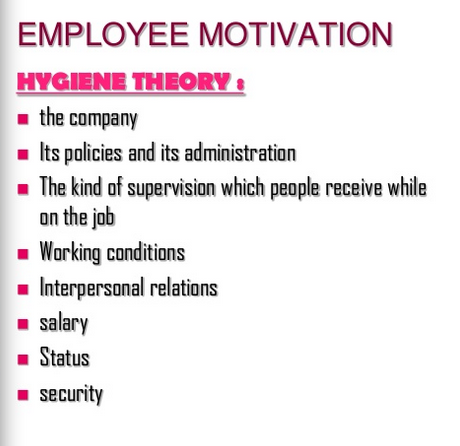 EMPLOYEE MOTIVATION
HYGIENE THEORY :
the company
Its policies and its administration
The kind of supervision which people receive while
on the job
Working conditions
Interpersonal relations
salary
Status
security